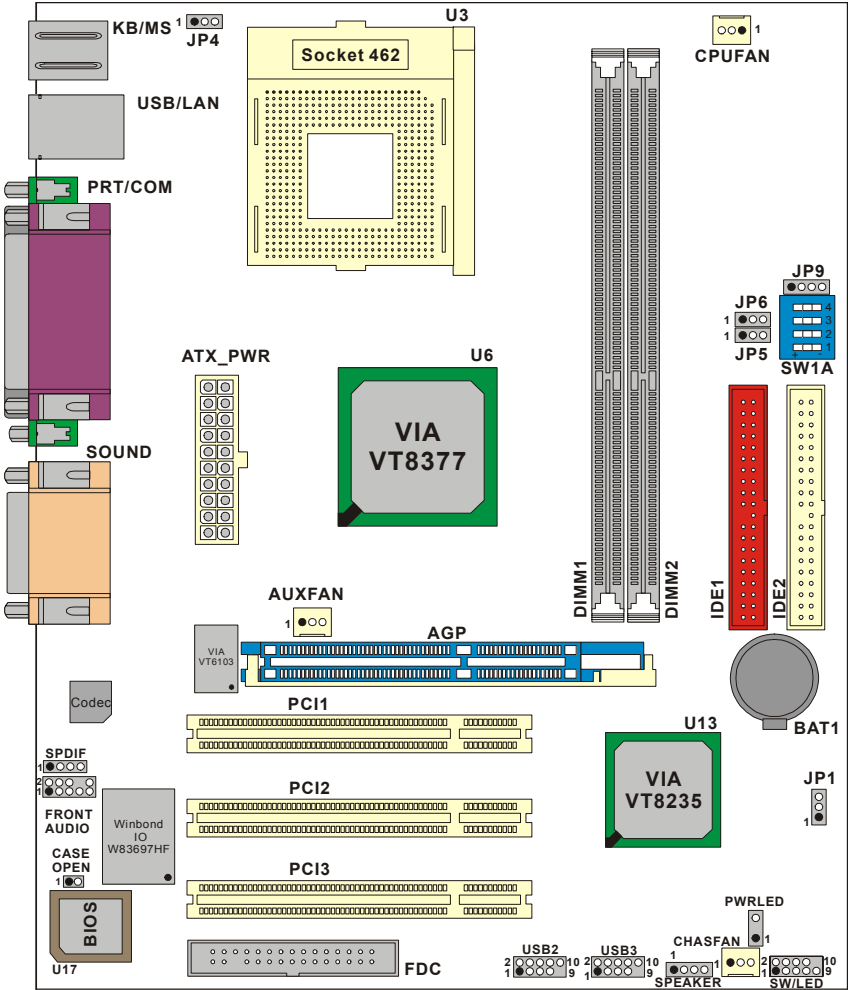 KB/MS
1
JP4
U3
1
CPUFAN
Socket 462
USB/LAN
PRT/COM
JP9
JP6
1
4
3
1
2
JP5
1
+ -
SW1A
ATX_PWR
U6
VIA
VT8377
SOUND
DIMM1
DIMM2
IDE1
IDE2
AUXFAN
1
AGP
VIA
VT6103
Codec
PCI1
U13
BAT1
SPDIF
1
2
1
VIA
VT8235
JP1
1
PCI2
FRONT
AUDIO
Winbond
IO
W83697HF
CASE
OPEN
1
PCI3
BIOS
U17
PWRLED
1
FDC
USB2
2 10
1 9
USB3
2 10
1 9
1
SPEAKER
CHASFAN
1
2 10
1 9
SW/LED